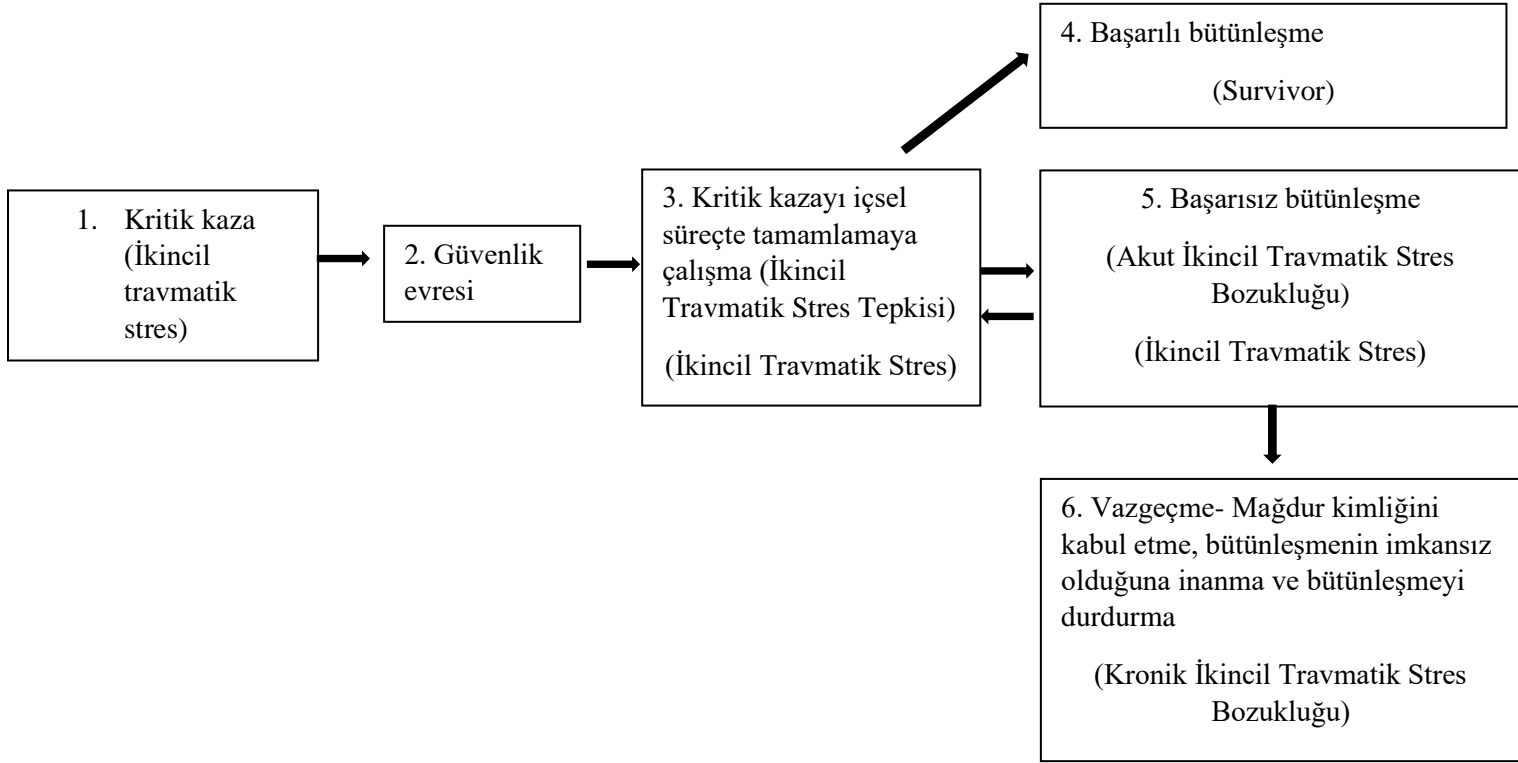 1. Kritik kaza
(İkincil
travmatik
stres)
2. Güvenlik
evresi
3. Kritik kazayı içsel
süreçte tamamlamaya
çalışma (İkincil
Travmatik Stres Tepkisi)
(İkincil Travmatik Stres)
4. Başarılı bütünleşme
(Survivor)
5. Başarısız bütünleşme
(Akut İkincil Travmatik Stres
Bozukluğu)
(İkincil Travmatik Stres)
6. Vazgeçme- Mağdur kimliğini
kabul etme, bütünleşmenin imkansız
olduğuna inanma ve bütünleşmeyi
durdurma
(Kronik İkincil Travmatik Stres
Bozukluğu)